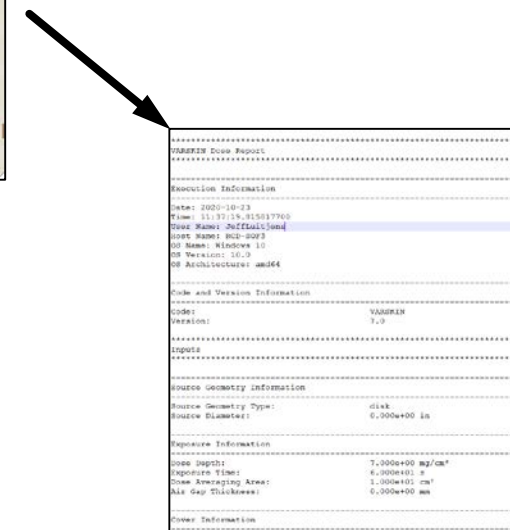 ****************************************
VARSKIN Dose Report
****************************************
Execution Information
Date: 2020-10-23
Time: 11:37:19.815817700
User Name: JeffLuitjens
Host Name:
OS Name: Windows 10
OS Version: 10.0
OS Architecture: amd64
Code and Version Information
Code: VARSKIN
Version: 7.0
****************************************
Inputs
****************************************
Source Geometry Information
Source Geometry Type: disk
Source Diameter: 0.000e+00 in
Exposure Information
Dose Depth: 7.000e+00 mg/cm²
Exposure Time: 6.000e+01 s
Dose Averaging Area: 1.000e+01 cm²
Air Gap Thickness: 0.000e+00 mm
Cover Information